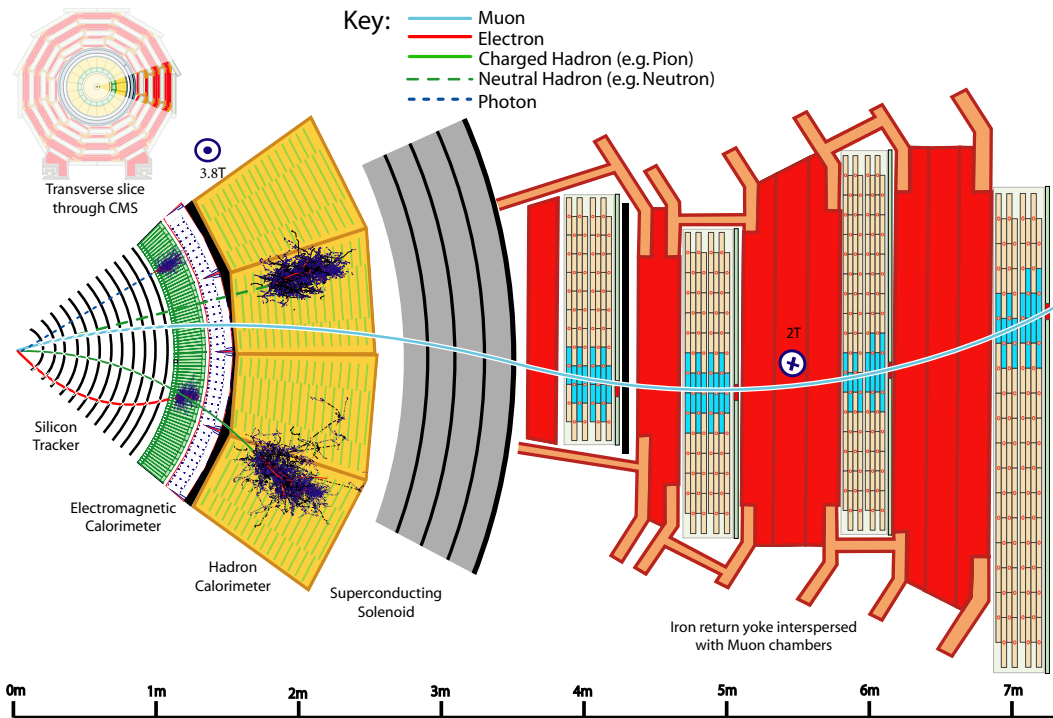 Key:
Muon
Electron
Charged Hadron (e.g. Pion)
Neutral Hadron (e.g. Neutron)
Photon
Transverse slice
through CMS
3.8T
2T
Silicon
Tracker
Electromagnetic
Calorimeter
Hadron
Calorimeter
Superconducting
Solenoid
Iron return yoke interspersed
with Muon chambers
0m 1m 2m 3m 4m 5m 6m 7m